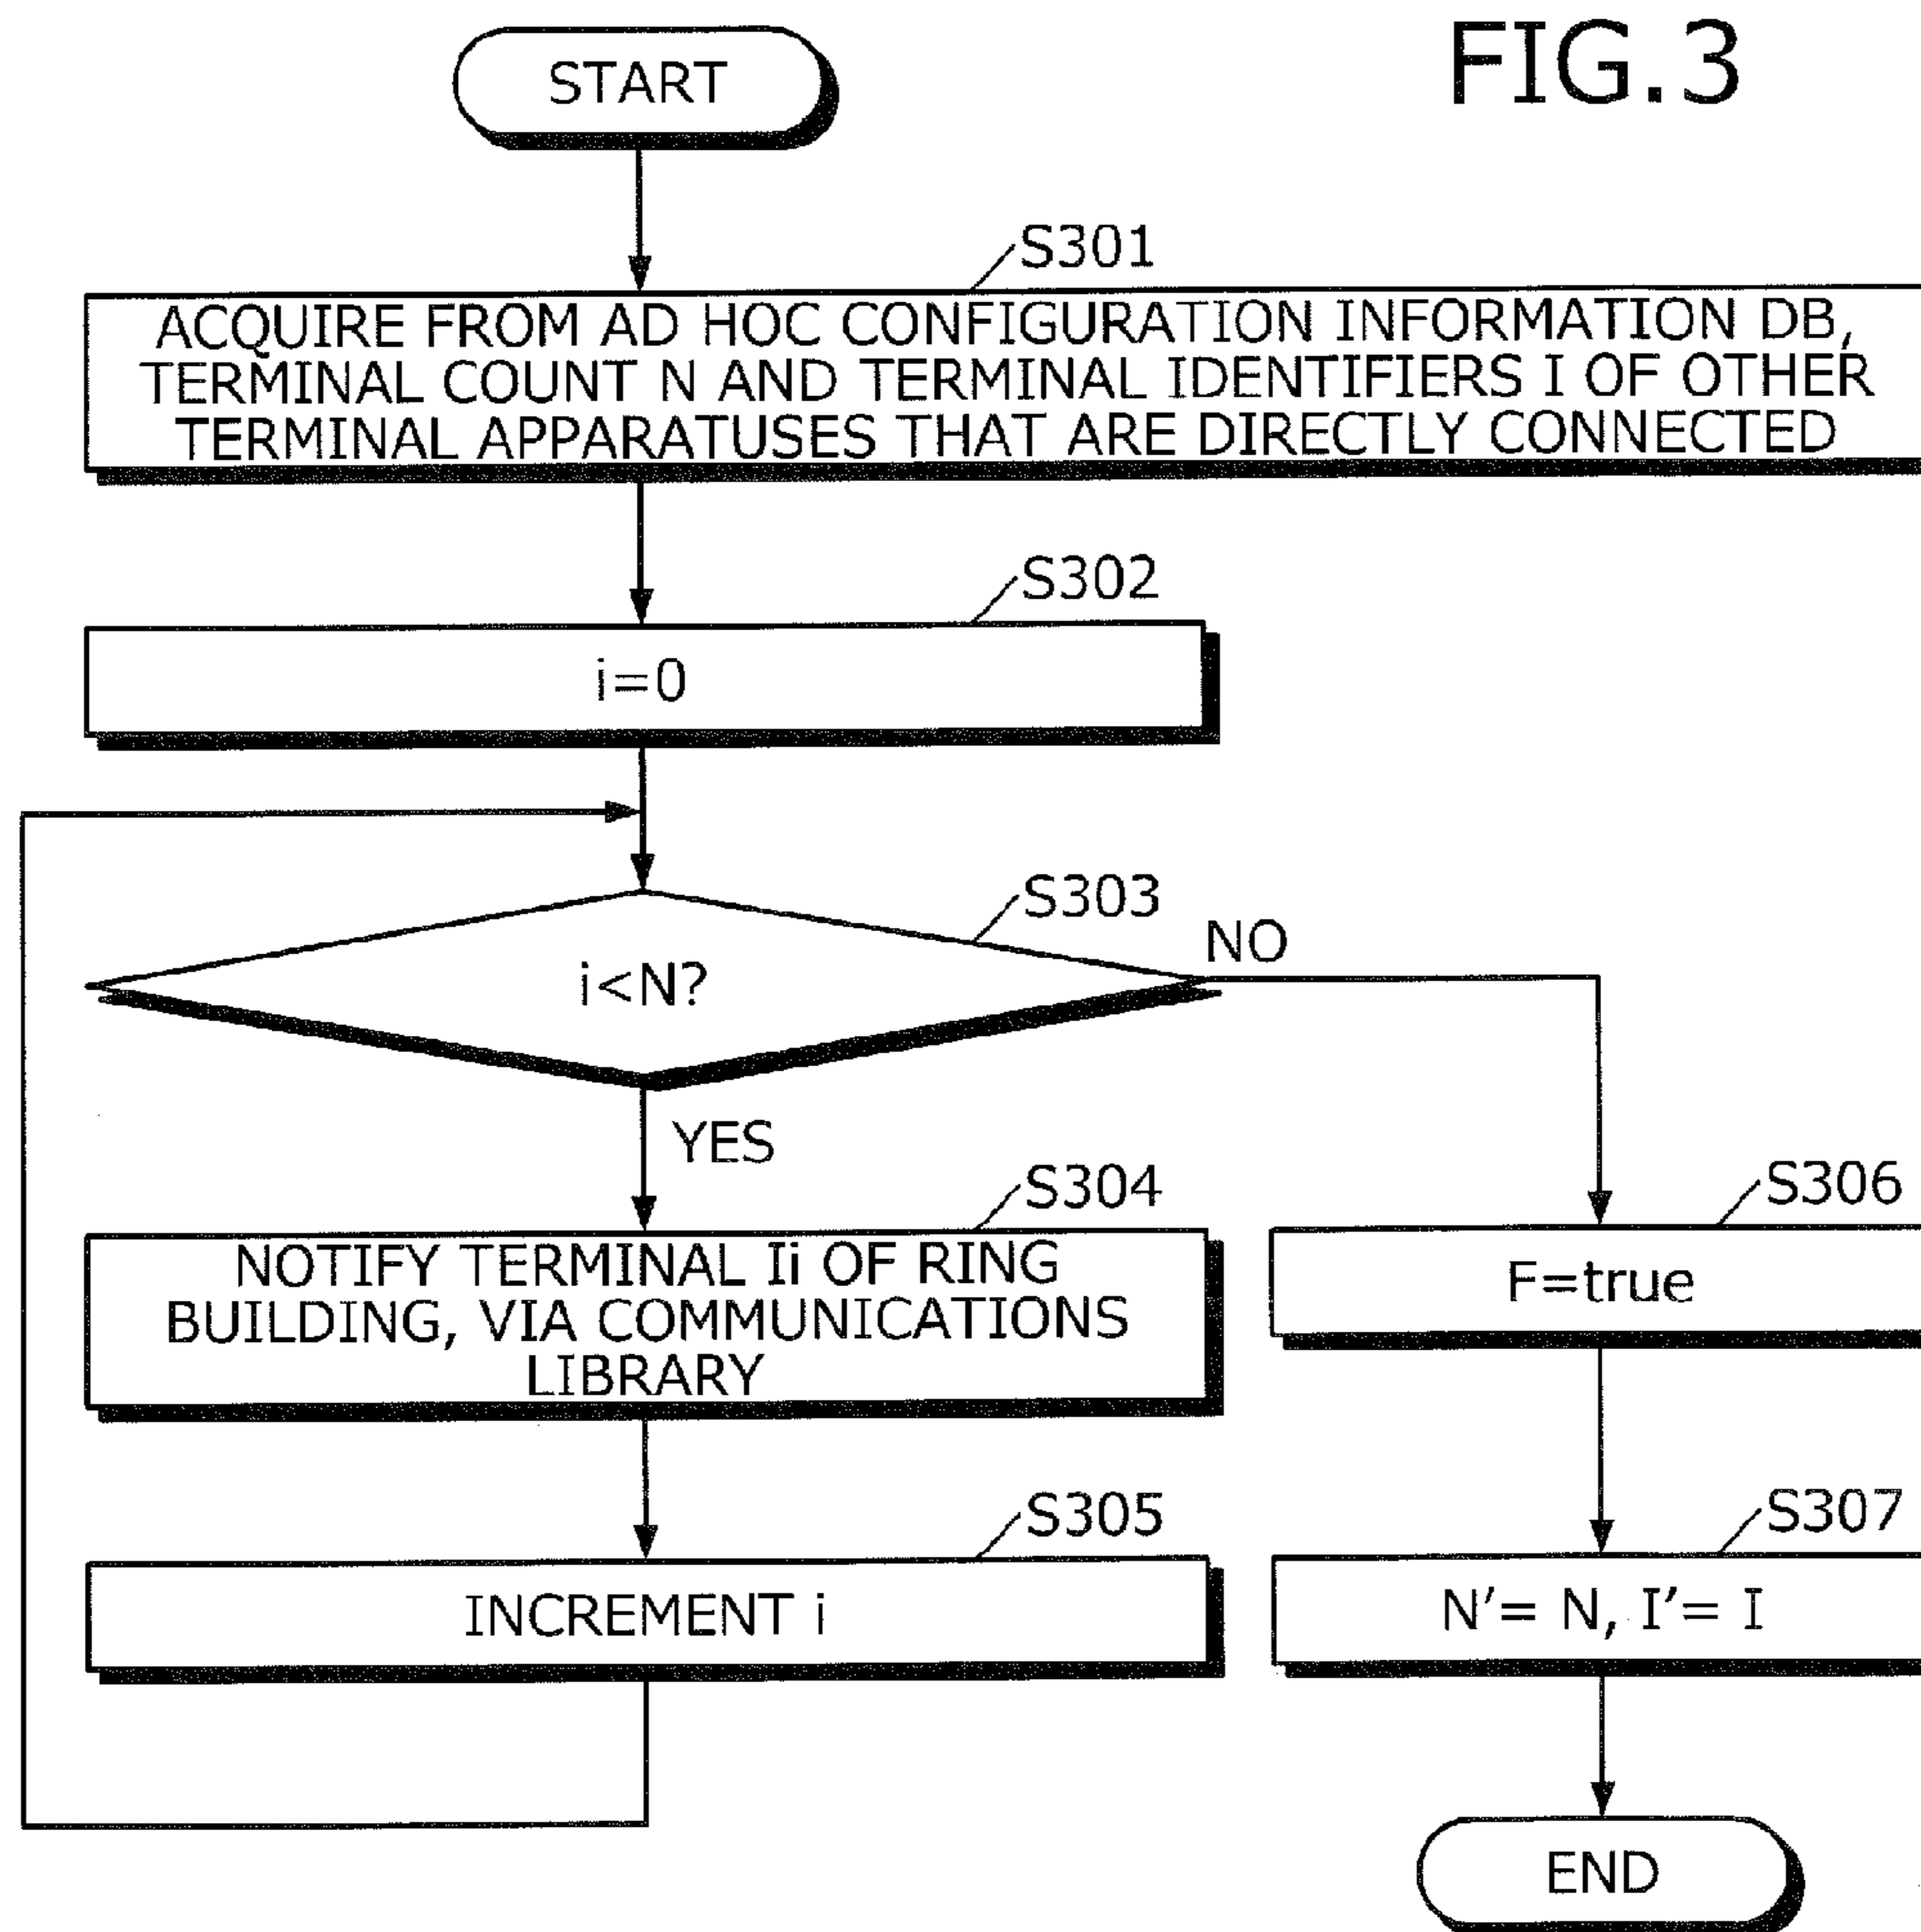 FIG.3
START
S301
ACQUIRE FROM AD HOC CONFIGURATION INFORMATION DB,
TERMINAL COUNT N AND TERMINAL IDENTIFIERS I OF OTHER
TERMINAL APPARATUSES THAT ARE DIRECTLY CONNECTED
S302
i=0
S303
i<N?
NO
YES
S304
NOTIFY TERMINAL Ii OF RING
BUILDING, VIA COMMUNICATIONS
LIBRARY
S305
INCREMENT i
S306
F=true
S307
N'= N, I'= I
END